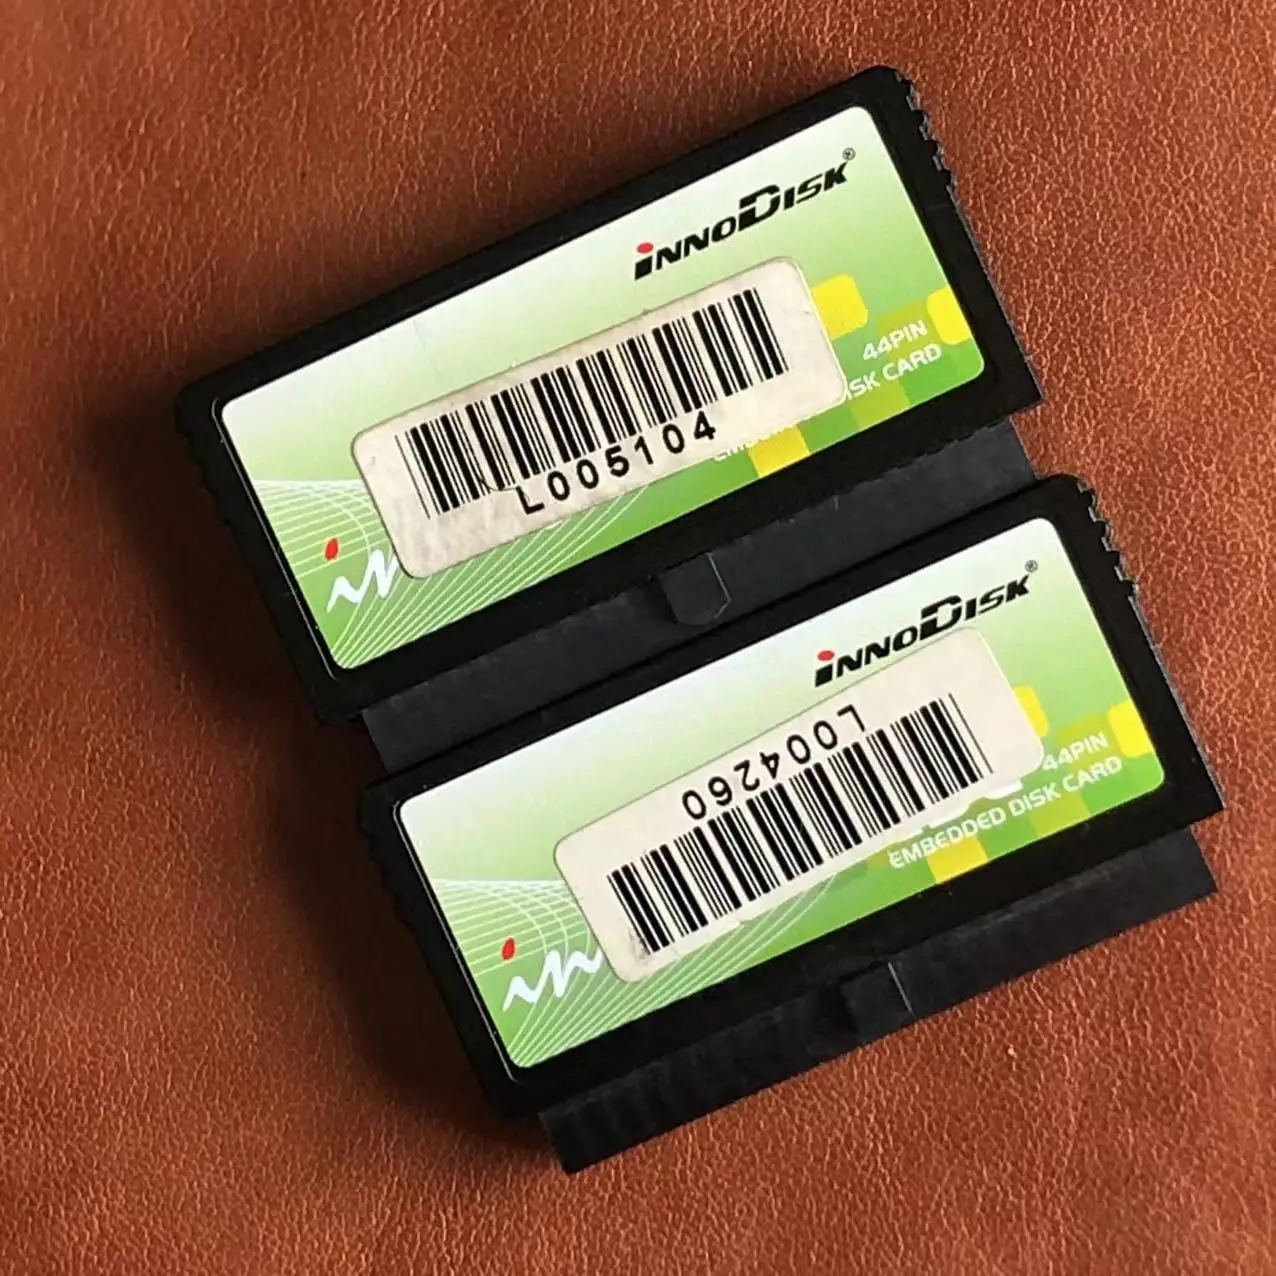 INNODISK®
L005104
44PIN
DISK CARD
INNODISK®
L004260
44PIN
EMBEDDED DISK CARD